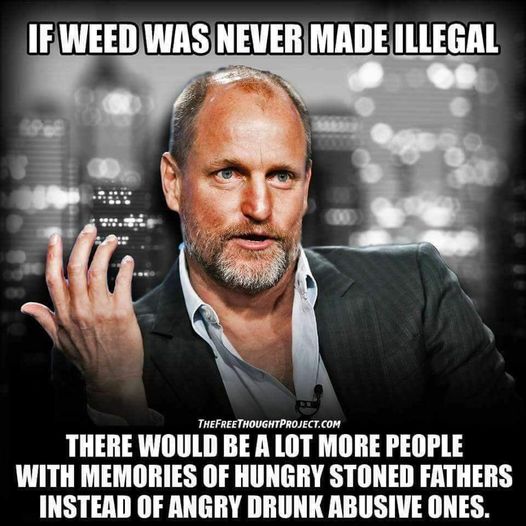 IF WEED WAS NEVER MADE ILLEGAL
THEFREETHOUGHTPROJECT.COM
THERE WOULD BE A LOT MORE PEOPLE
WITH MEMORIES OF HUNGRY STONED FATHERS
INSTEAD OF ANGRY DRUNK ABUSIVE ONES.